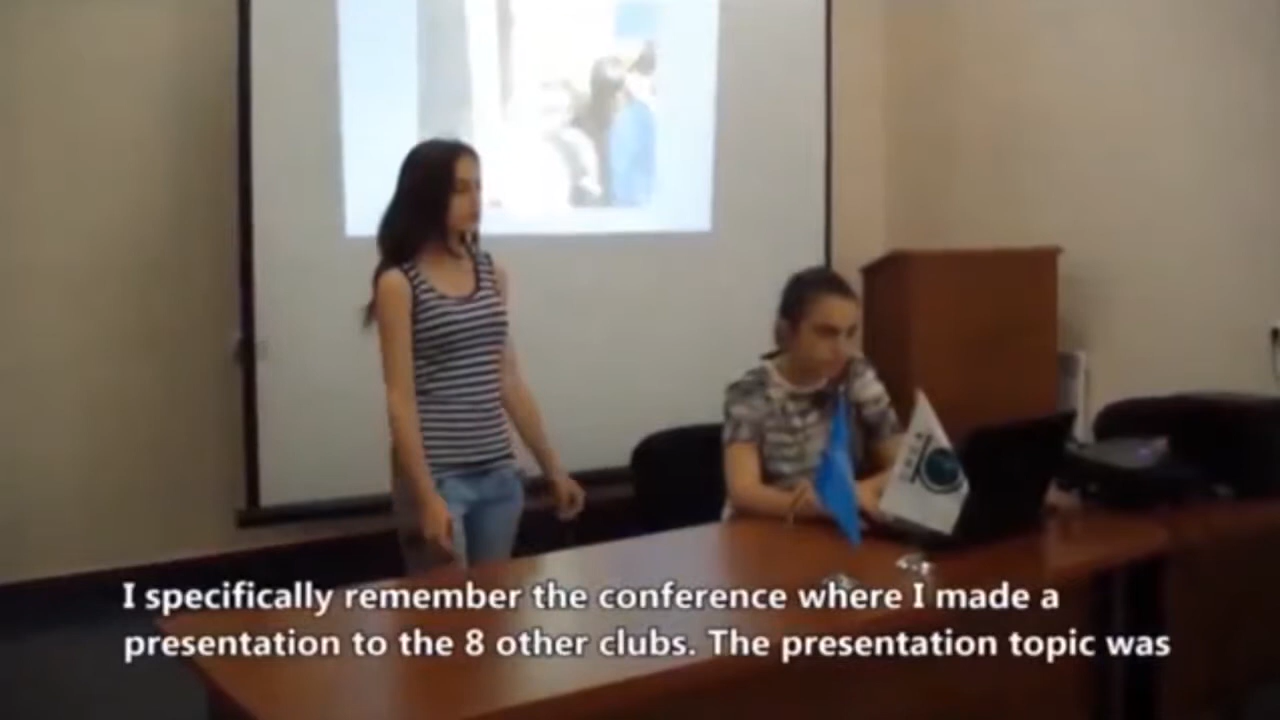 I specifically remember the conference where I made a
presentation to the 8 other clubs. The presentation topic was